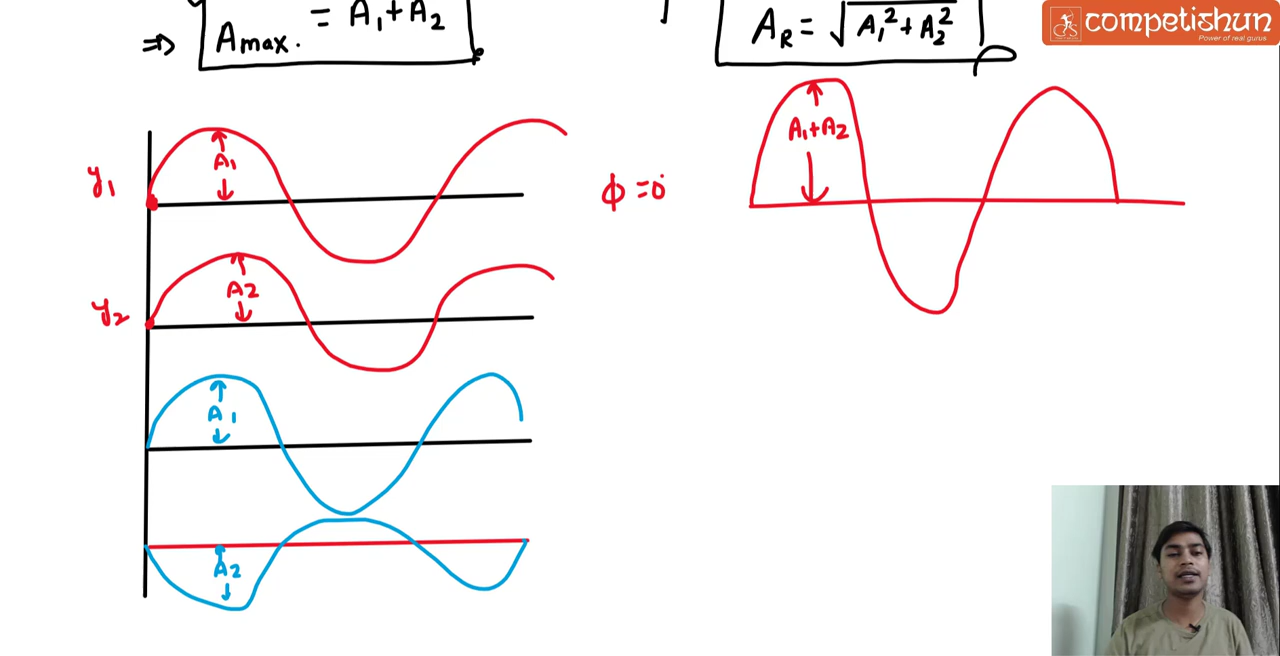 = A₁ + A₂
⇒ Amax.
A_R = √A₁² + A₂²
competishun
Power of real gurus
y₁
A₁
ϕ = 0°
A₁+A₂
y₂
A₂
A₁
A₂